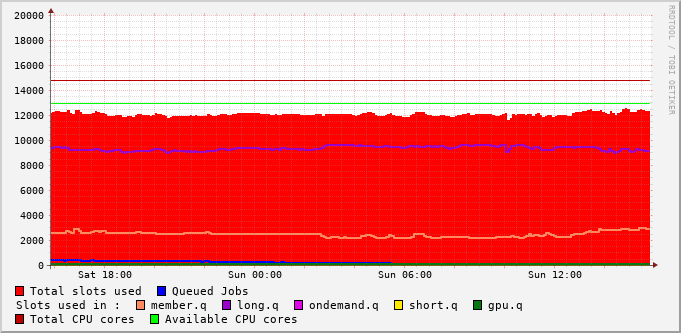 20000
18000
16000
14000
12000
10000
8000
6000
4000
2000
0
Sat 18:00 Sun 00:00 Sun 06:00 Sun 12:00
RRDTOOL / TOBI OETIKER
Total slots used Queued Jobs
Slots used in : member.q long.q ondemand.q short.q gpu.q
Total CPU cores Available CPU cores